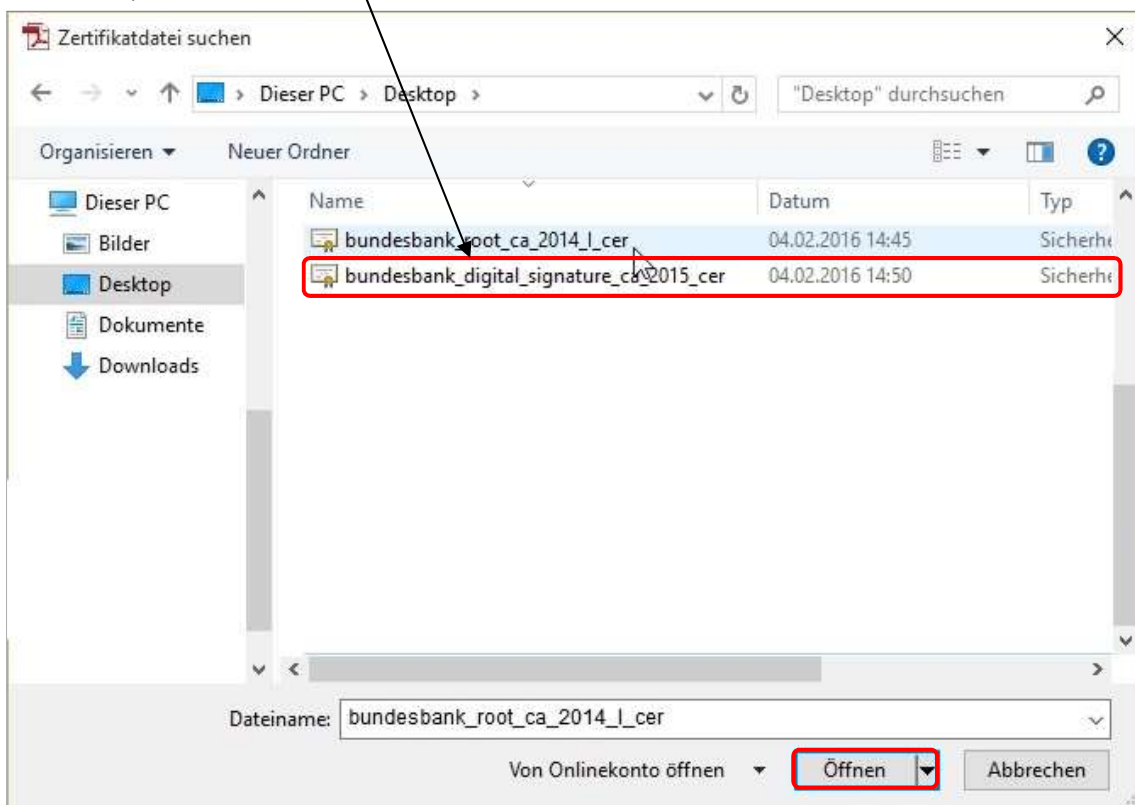 Zertifikatdatei suchen
Dieser PC > Desktop >
"Desktop" durchsuchen
Organisieren
Neuer Ordner
Name Datum Typ
Dieser PC
Bilder
Desktop
Dokumente
Downloads
bundesbank_root_ca_2014_I_cer 04.02.2016 14:45 Sicherhe
bundesbank_digital_signature_ca_2015_cer 04.02.2016 14:50 Sicherhe
Dateiname: bundesbank_root_ca_2014_I_cer
Von Onlinekonto öffnen
Öffnen
Abbrechen